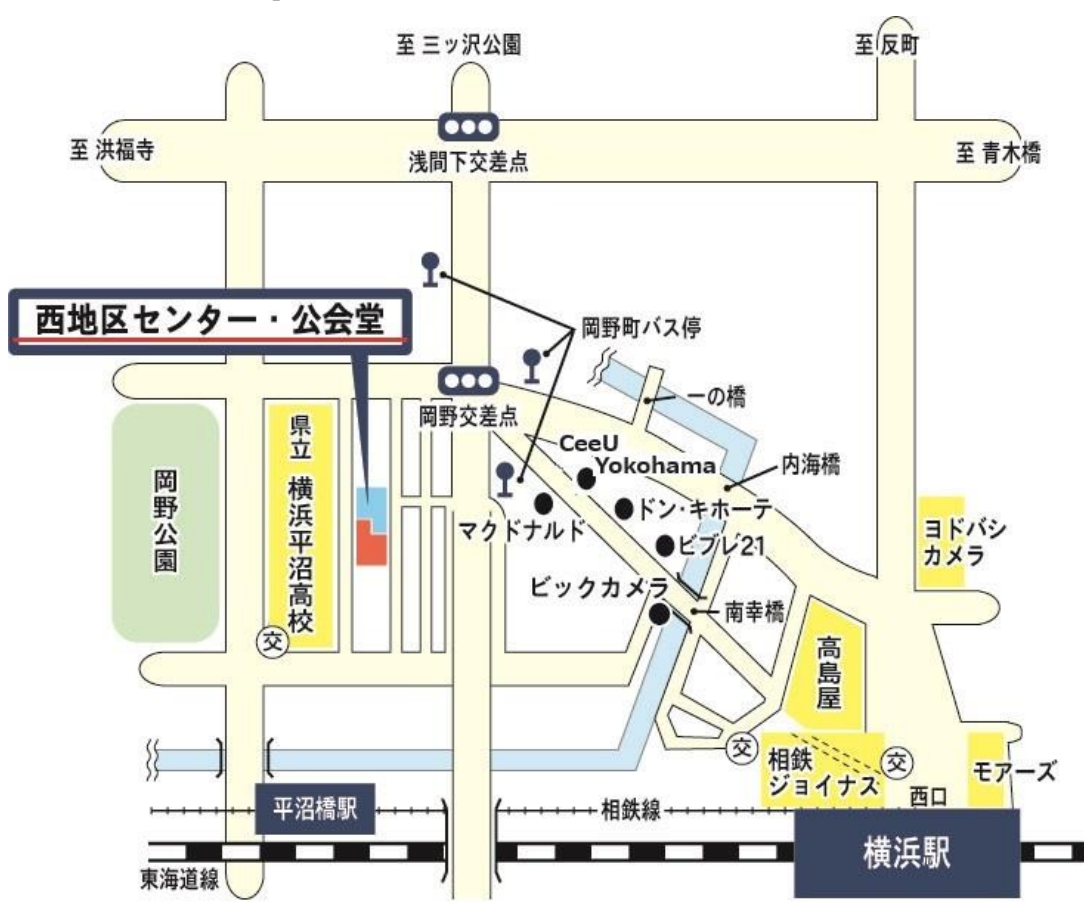 至 三ッ沢公園
至 反町
至 洪福寺
浅間下交差点
至 青木橋
西地区センター・公会堂
岡野町バス停
一の橋
岡野交差点
CeeU
Yokohama
内海橋
岡野公園
県立 横浜平沼高校
マクドナルド
ドン・キホーテ
ビブレ21
ヨドバシ
カメラ
ビックカメラ
南幸橋
交
高島屋
交
相鉄
ジョイナス
交
モアーズ
西口
平沼橋駅
相鉄線
横浜駅
東海道線